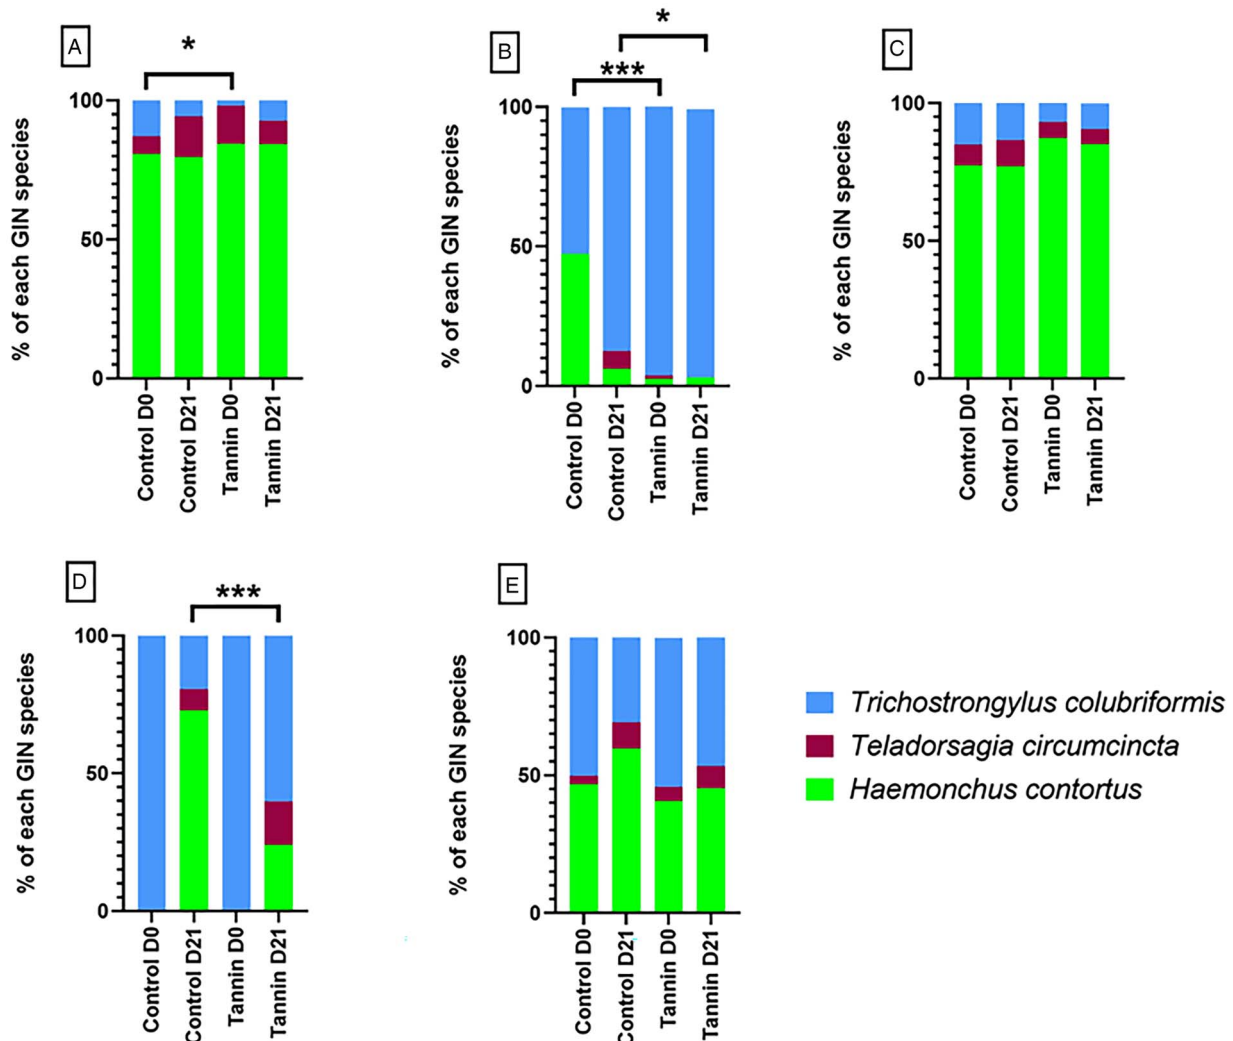 A
*
% of each GIN species
100
50
0
Control D0
Control D21
Tannin D0
Tannin D21
B
*
***
% of each GIN species
100
50
0
Control D0
Control D21
Tannin D0
Tannin D21
C
% of each GIN species
100
50
0
Control D0
Control D21
Tannin D0
Tannin D21
D
***
% of each GIN species
100
50
0
Control D0
Control D21
Tannin D0
Tannin D21
E
% of each GIN species
100
50
0
Control D0
Control D21
Tannin D0
Tannin D21
Trichostrongylus colubriformis
Teladorsagia circumcincta
Haemonchus contortus